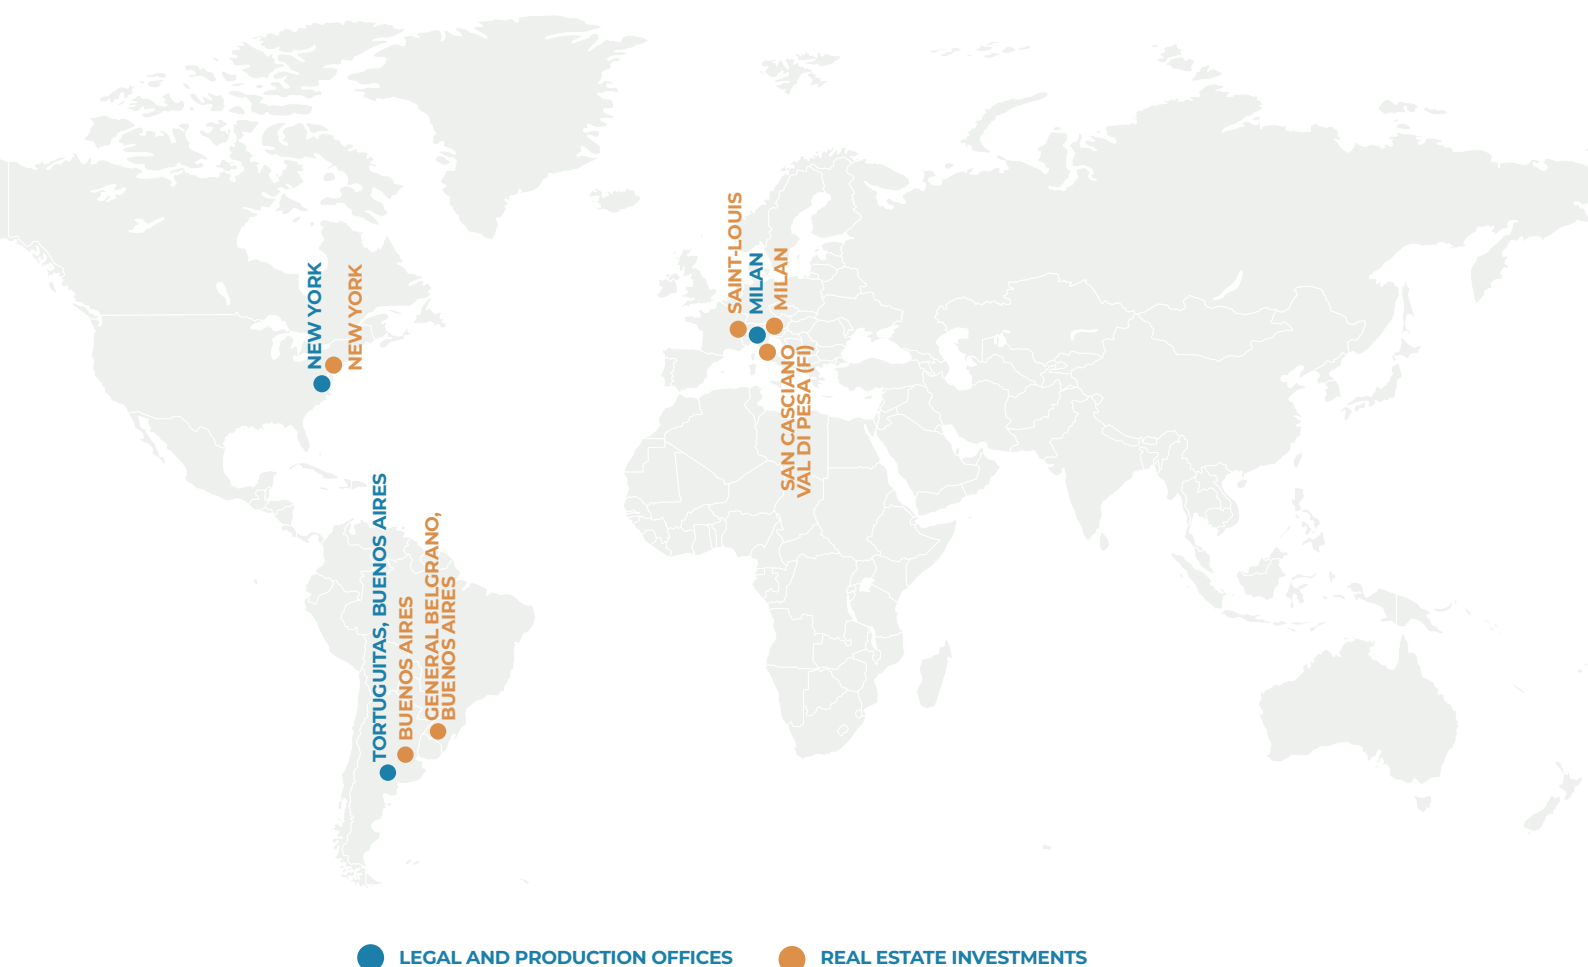 NEW YORK
NEW YORK
SAINT-LOUIS
MILAN
MILAN
SAN CASCIANO
VAL DI PESA (FI)
TORTUGUITAS, BUENOS AIRES
BUENOS AIRES
GENERAL BELGRANO,
BUENOS AIRES
LEGAL AND PRODUCTION OFFICES
REAL ESTATE INVESTMENTS